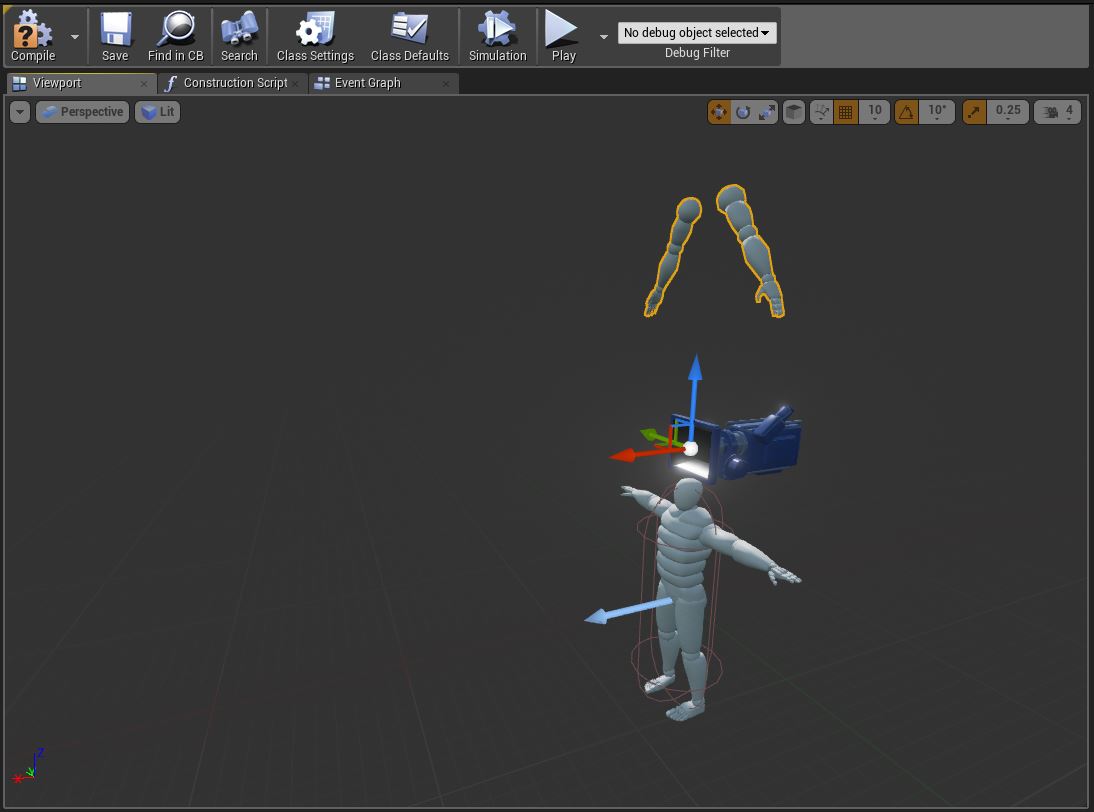 Compile
Save
Find in CB
Search
Class Settings
Class Defaults
Simulation
Play
No debug object selected
Debug Filter
Viewport
Construction Script
Event Graph
Perspective
Lit
10
10°
0.25
4
Z